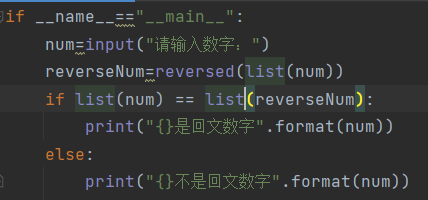 if __name__=="__main__":
    num=input("请输入数字：")
    reverseNum=reversed(list(num))
    if list(num) == list(reverseNum):
        print("{}是回文数字".format(num))
    else:
        print("{}不是回文数字".format(num))